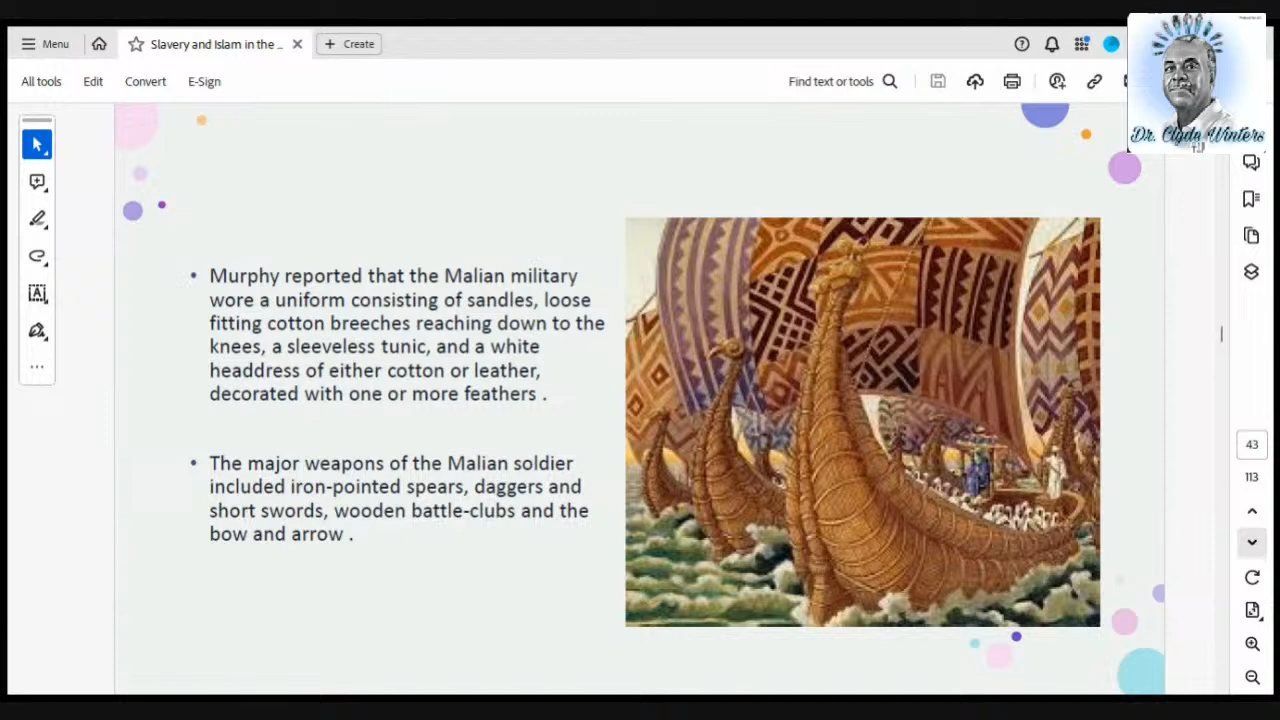 Menu
Slavery and Islam in the ...
Create
All tools
Edit
Convert
E-Sign
Find text or tools
Dr. Clyde Winters
• Murphy reported that the Malian military
wore a uniform consisting of sandles, loose
fitting cotton breeches reaching down to the
knees, a sleeveless tunic, and a white
headdress of either cotton or leather,
decorated with one or more feathers .
• The major weapons of the Malian soldier
included iron-pointed spears, daggers and
short swords, wooden battle-clubs and the
bow and arrow .
43
113